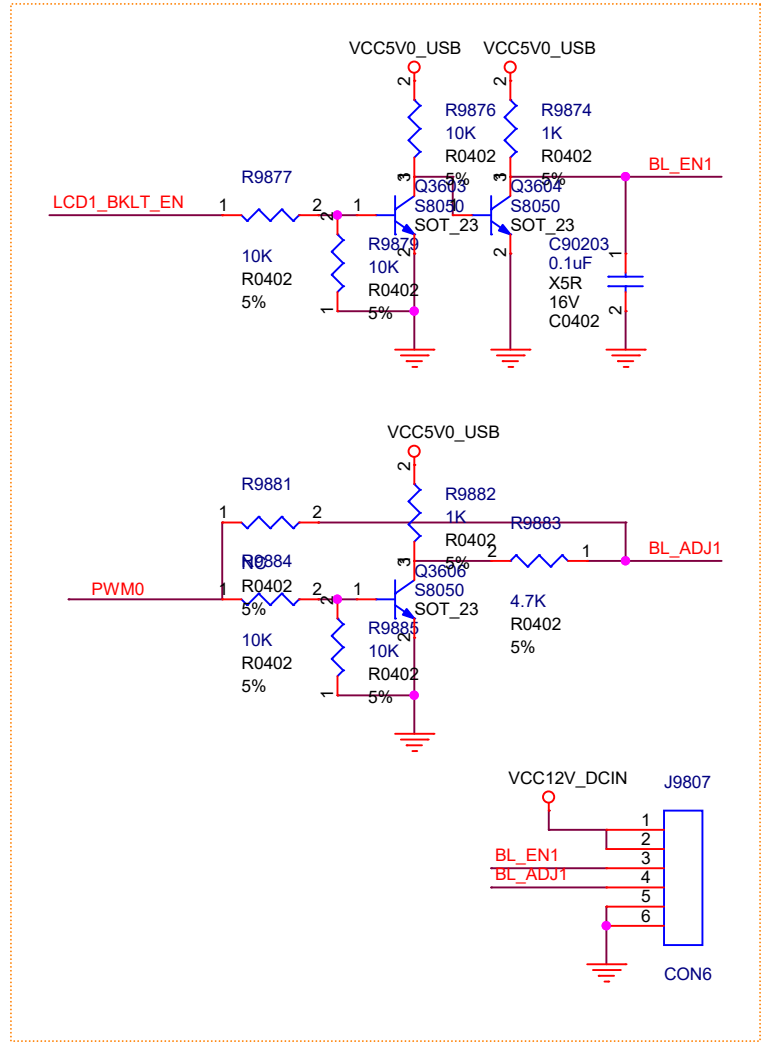 VCC5V0_USB VCC5V0_USB
2 2
R9876 R9874
10K 1K
R0402 R0402
5% 5%
3 3
R9877
LCD1_BKLT_EN
1 2
10K
R0402
5%
2
1
Q3603
S8050
SOT_23
1
Q3604
S8050
SOT_23
BL_EN1
2 2
R9879
10K
R0402
5%
1
C90203
0.1uF
X5R
16V
C0402
1
2
VCC5V0_USB
2
R9881
1 2
R9882
1K
R0402
5%
3
R9883
2 1
4.7K
R0402
5%
BL_ADJ1
PWM0
NC
R0402
5%
R9884
1 2
10K
R0402
5%
2
1
Q3606
S8050
SOT_23
2
R9885
10K
R0402
5%
1
VCC12V_DCIN
J9807
1
2
BL_EN1 3
BL_ADJ1 4
5
6
CON6